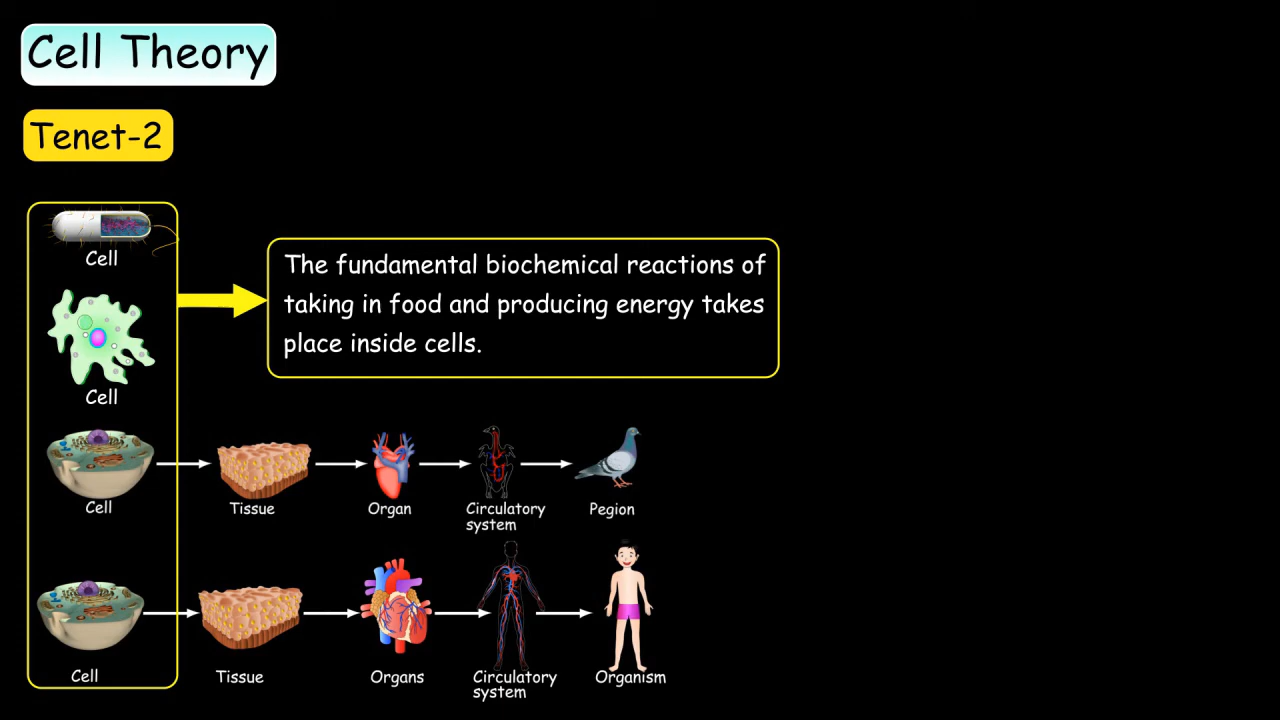 Cell Theory
Tenet-2
Cell
The fundamental biochemical reactions of
taking in food and producing energy takes
place inside cells.
Cell
Cell
Tissue
Organ
Circulatory
system
Pegion
Cell
Tissue
Organs
Circulatory
system
Organism